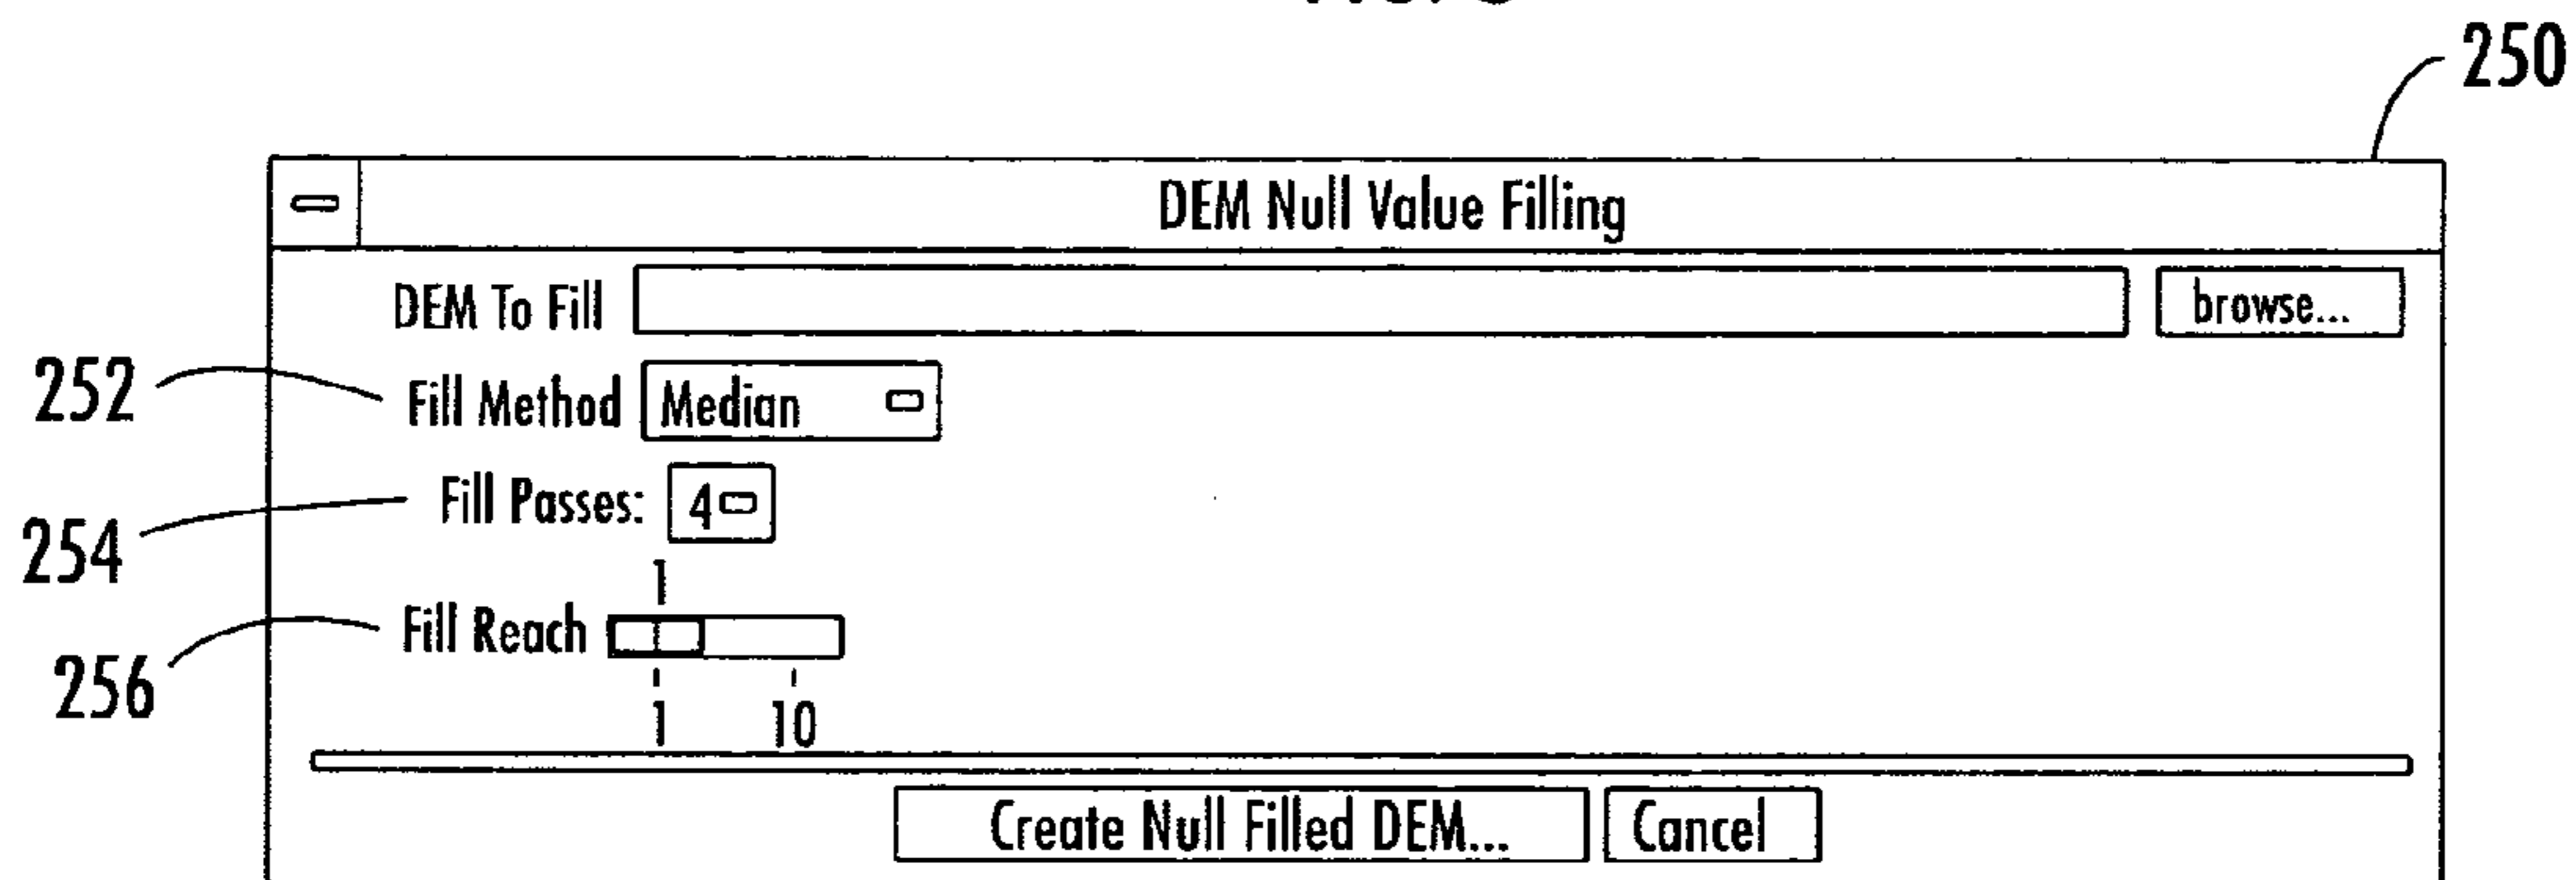 250
DEM Null Value Filling
DEM To Fill browse...
252 Fill Method Median
254 Fill Passes: 4
1
256 Fill Reach
1 10
Create Null Filled DEM... Cancel